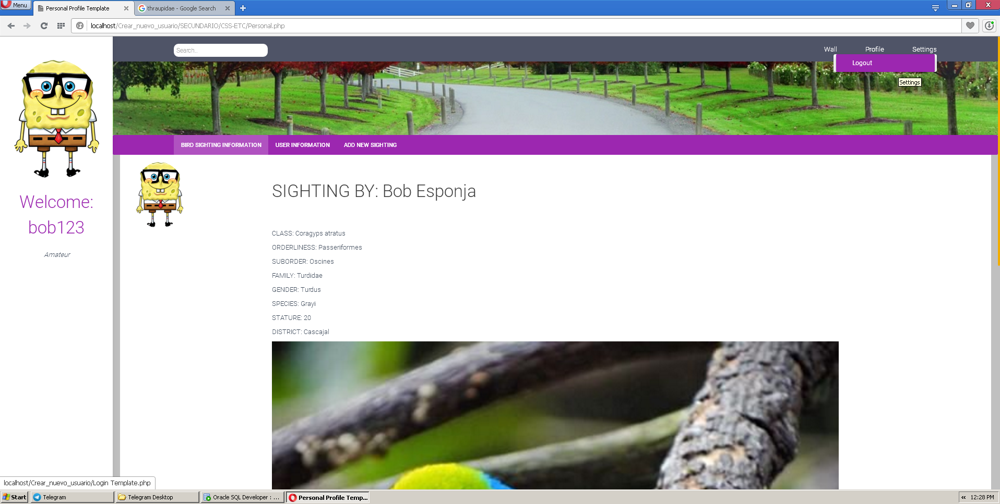 Menu
Personal Profile Template
thraupidae - Google Search
localhost/Crear_nuevo_usuario/SECUNDARIO/CSS-ETC/Personal.php
Search..
Wall
Profile
Settings
Logout
Settings
BIRD SIGHTING INFORMATION
USER INFORMATION
ADD NEW SIGHTING
Welcome:
bob123
Amateur
SIGHTING BY: Bob Esponja
CLASS: Coragyps atratus
ORDERLINESS: Passeriformes
SUBORDER: Oscines
FAMILY: Turdidae
GENDER: Turdus
SPECIES: Grayi
STATURE: 20
DISTRICT: Cascajal
localhost/Crear_nuevo_usuario/Login Template.php
Start
Telegram
Telegram Desktop
Oracle SQL Developer : ...
Personal Profile Temp...
« 12:28 PM